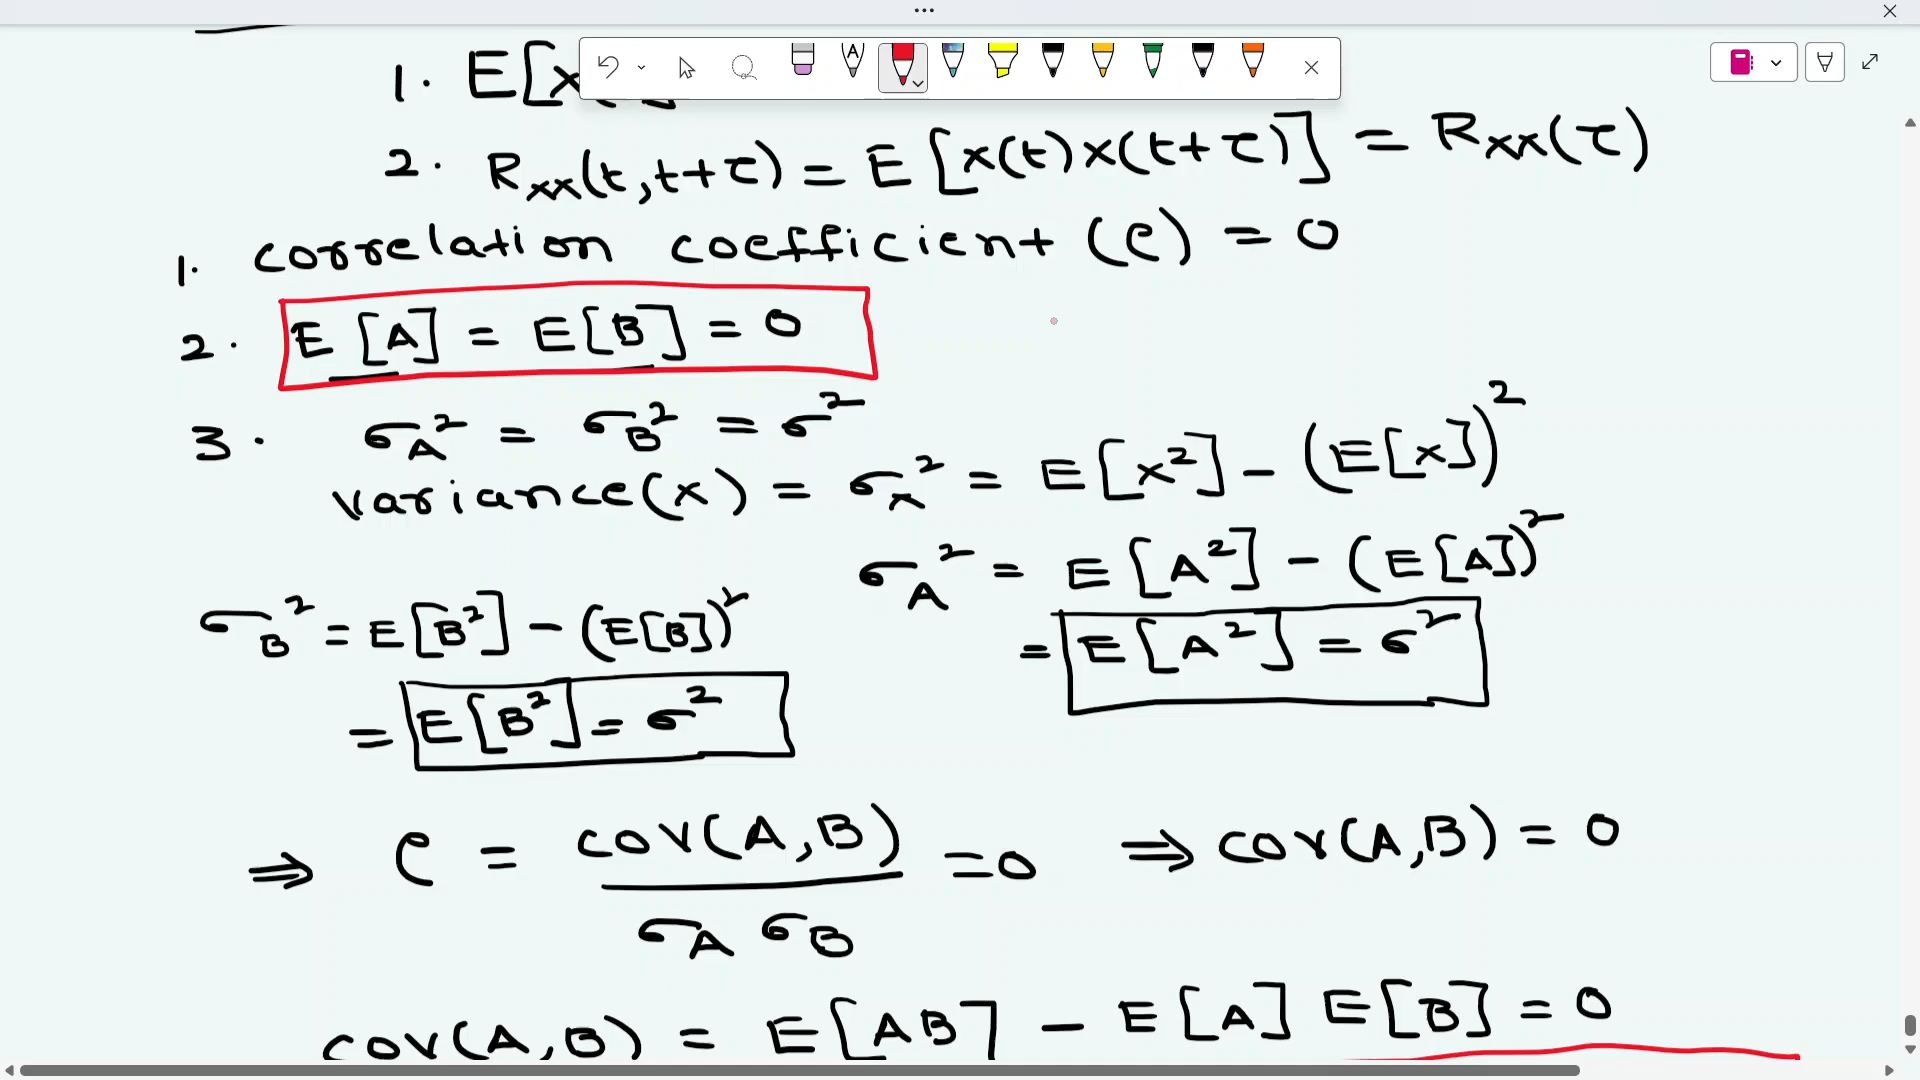 1. E[x
2. Rxx(t,t+τ) = E[x(t)x(t+τ)] = Rxx(τ)
1. correlation coefficient (ρ) = 0
2. E[A] = E[B] = 0
3. σA² = σB² = σ²
variance(x) = σx² = E[x²] - (E[x])²
σA² = E[A²] - (E[A])²
= E[A²] = σ²
σB² = E[B²] - (E[B])²
= E[B²] = σ²
⇒ ρ = cov(A,B) / σA σB = 0 ⇒ cov(A,B) = 0
cov(A,B) = E[AB] - E[A] E[B] = 0